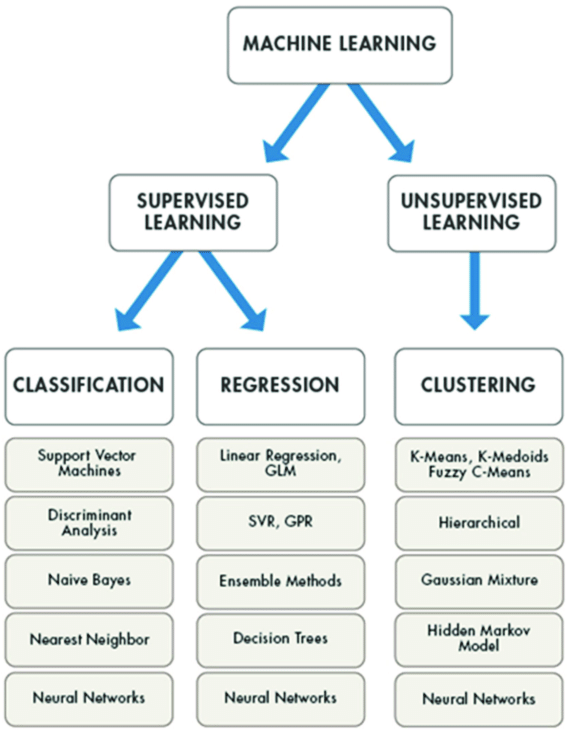 MACHINE LEARNING
SUPERVISED
LEARNING
UNSUPERVISED
LEARNING
CLASSIFICATION
Support Vector
Machines
Discriminant
Analysis
Naive Bayes
Nearest Neighbor
Neural Networks
REGRESSION
Linear Regression,
GLM
SVR, GPR
Ensemble Methods
Decision Trees
Neural Networks
CLUSTERING
K-Means, K-Medoids
Fuzzy C-Means
Hierarchical
Gaussian Mixture
Hidden Markov
Model
Neural Networks